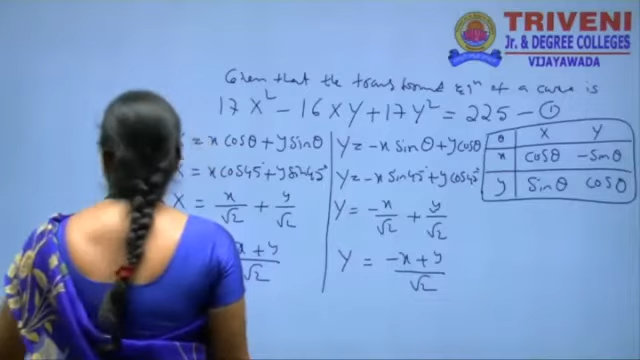 TRIVENI
Jr. & DEGREE COLLEGES
VIJAYAWADA
Given that the transformed eqn of a curve is
17X² - 16XY + 17Y² = 225 - ①
θ X Y
x cosθ -sinθ
y sinθ cosθ
= x cosθ + y sinθ
X = x cos45° + y sin45°
X = x/√2 + y/√2
x + y/√2
Y = -x sinθ + y cosθ
Y = -x sin45° + y cos45°
Y = -x/√2 + y/√2
Y = -x + y/√2